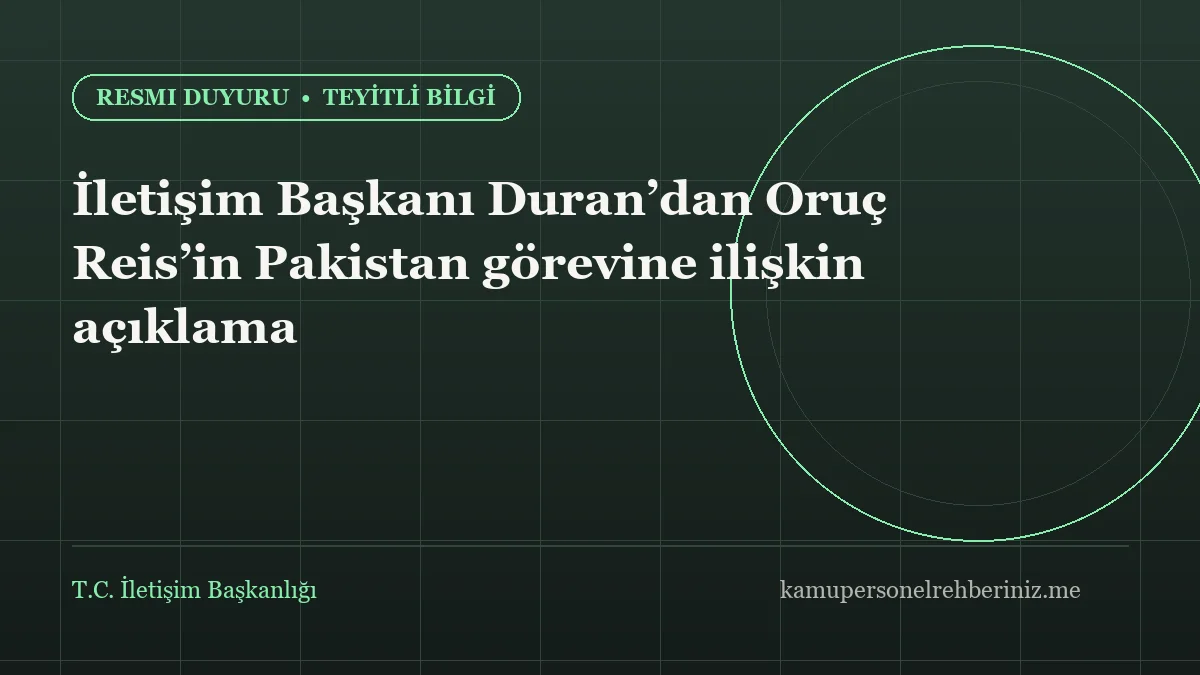 RESMI DUYURU • TEYİTLİ BİLGİ
İletişim Başkanı Duran’dan Oruç
Reis’in Pakistan görevine ilişkin
açıklama
T.C. İletişim Başkanlığı
kamupersonelrehberiniz.me